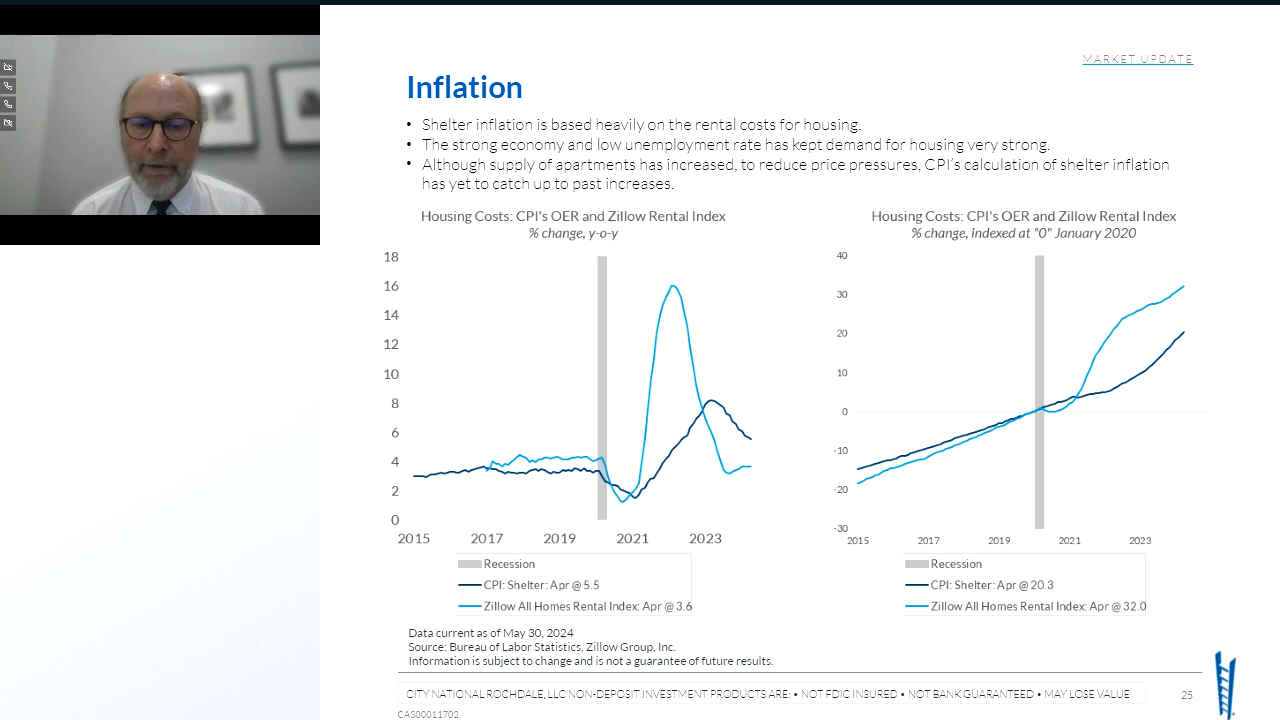 MARKET UPDATE
Inflation
• Shelter inflation is based heavily on the rental costs for housing.
• The strong economy and low unemployment rate has kept demand for housing very strong.
• Although supply of apartments has increased, to reduce price pressures, CPI's calculation of shelter inflation
has yet to catch up to past increases.
Housing Costs: CPI's OER and Zillow Rental Index
% change, y-o-y
18
16
14
12
10
8
6
4
2
0
2015 2017 2019 2021 2023
Recession
CPI: Shelter: Apr @ 5.5
Zillow All Homes Rental Index: Apr @ 3.6
Housing Costs: CPI's OER and Zillow Rental Index
% change, indexed at "0" January 2020
40
30
20
10
0
-10
-20
-30
2015 2017 2019 2021 2023
Recession
CPI: Shelter: Apr @ 20.3
Zillow All Homes Rental Index: Apr @ 32.0
Data current as of May 30, 2024
Source: Bureau of Labor Statistics, Zillow Group, Inc.
Information is subject to change and is not a guarantee of future results.
CITY NATIONAL ROCHDALE, LLC NON-DEPOSIT INVESTMENT PRODUCTS ARE: • NOT FDIC INSURED • NOT BANK GUARANTEED • MAY LOSE VALUE
25
CAS00011702